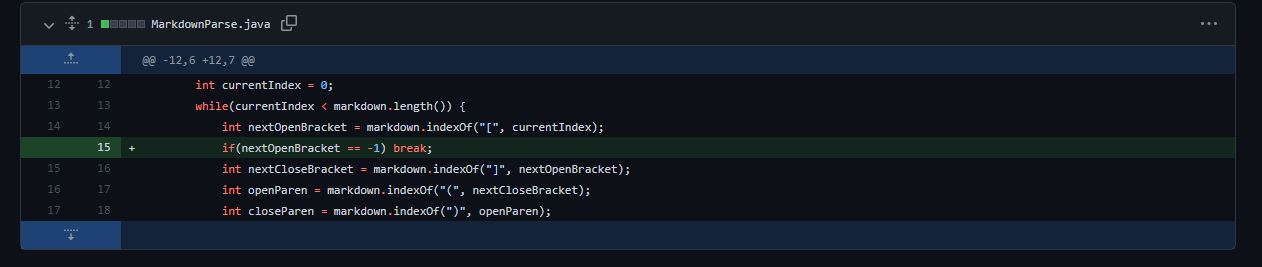 1 MarkdownParse.java
@@ -12,6 +12,7 @@
12 12 int currentIndex = 0;
13 13 while(currentIndex < markdown.length()) {
14 14 int nextOpenBracket = markdown.indexOf("[", currentIndex);
15 + if(nextOpenBracket == -1) break;
15 16 int nextCloseBracket = markdown.indexOf("]", nextOpenBracket);
16 17 int openParen = markdown.indexOf("(", nextCloseBracket);
17 18 int closeParen = markdown.indexOf(")", openParen);